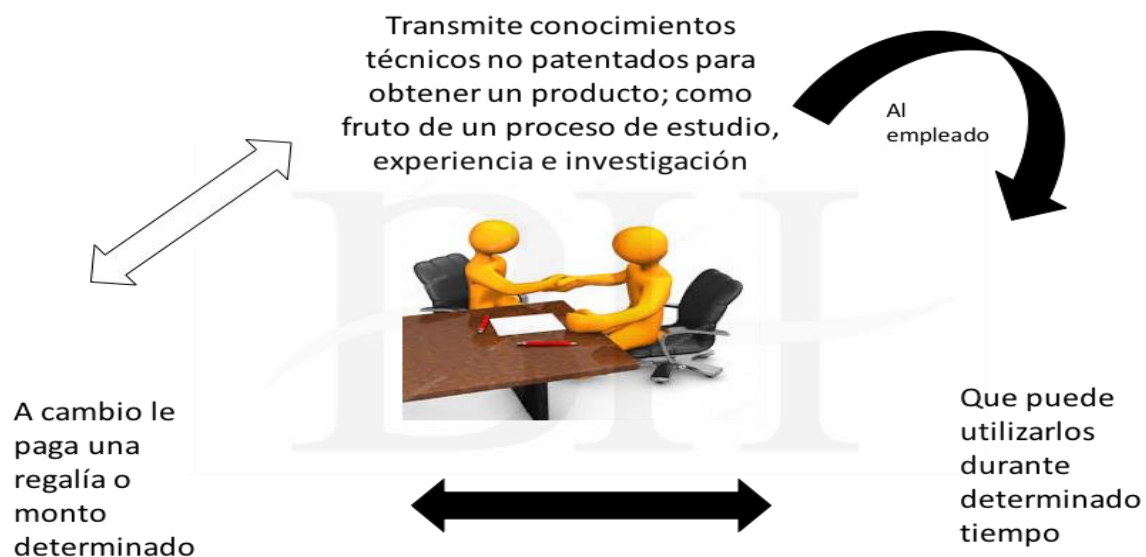 Transmite conocimientos
técnicos no patentados para
obtener un producto; como
fruto de un proceso de estudio,
experiencia e investigación
Al
empleado
A cambio le
paga una
regalía o
monto
determinado
Que puede
utilizarlos
durante
determinado
tiempo
DH